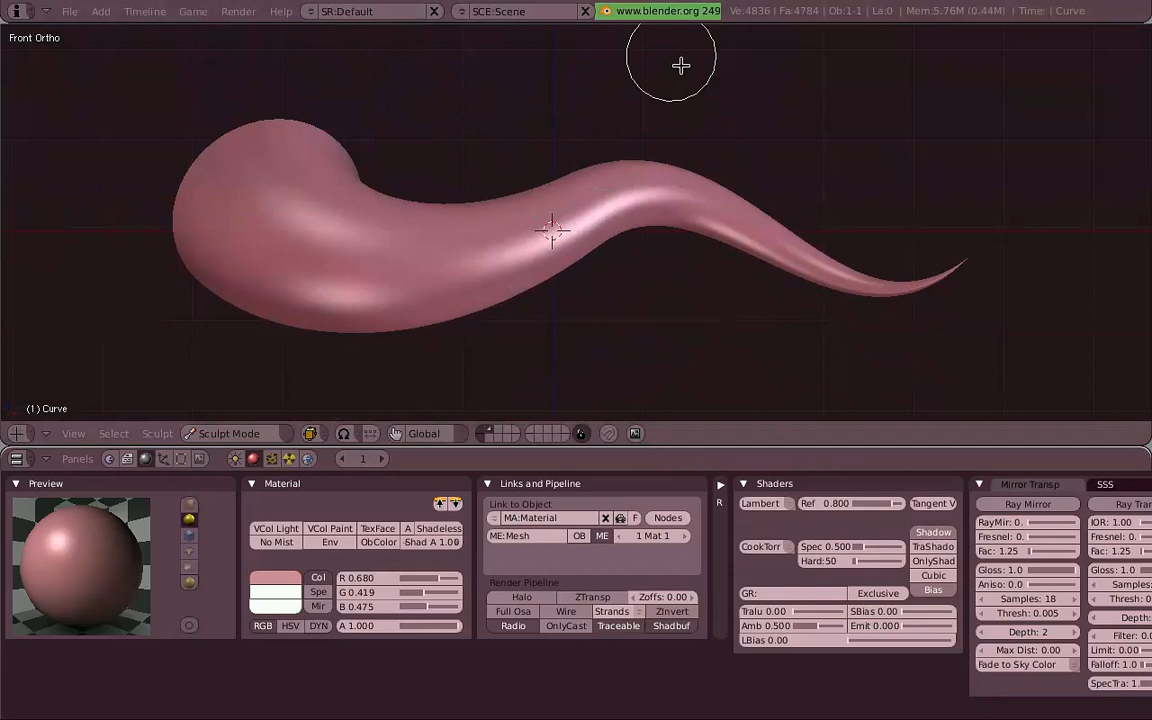 File Add Timeline Game Render Help SR:Default SCE:Scene www.blender.org 249 Ve:4836 | Fa:4784 | Ob:1-1 | La:0 | Mem:5.76M (0.44M) | Time: | Curve
Front Ortho
(1) Curve
View Select Sculpt Sculpt Mode Global
Panels 1
Preview
Material
VCol Light VCol Paint TexFace A Shadeless
No Mist Env ObColor Shad A 1.00
Col R 0.680
Spe G 0.419
Mir B 0.475
RGB HSV DYN A 1.000
Links and Pipeline
Link to Object
MA:Material F Nodes
ME:Mesh OB ME 1 Mat 1
Render Pipeline
Halo ZTransp Zoffs: 0.00
Full Osa Wire Strands ZInvert
Radio OnlyCast Traceable Shadbuf
R
Shaders
Lambert Ref 0.800 Tangent V
Shadow
CookTorr Spec 0.500 TraShado
Hard:50 OnlyShad
Cubic
GR: Exclusive Bias
Tralu 0.00 SBias 0.00
Amb 0.500 Emit 0.000
LBias 0.00
Mirror Transp SSS
Ray Mirror Ray Tra
RayMir: 0. IOR: 1.00
Fresnel: 0. Fresnel: 0.
Fac: 1.25 Fac: 1.25
Gloss: 1.0 Gloss: 1.0
Aniso: 0.0 Samples:
Samples: 18 Thresh: 0.
Thresh: 0.005 Depth:
Depth: 2 Filter: 0.
Max Dist: 0.00 Limit: 0.00
Fade to Sky Color Falloff: 1.0
SpecTra: 1.